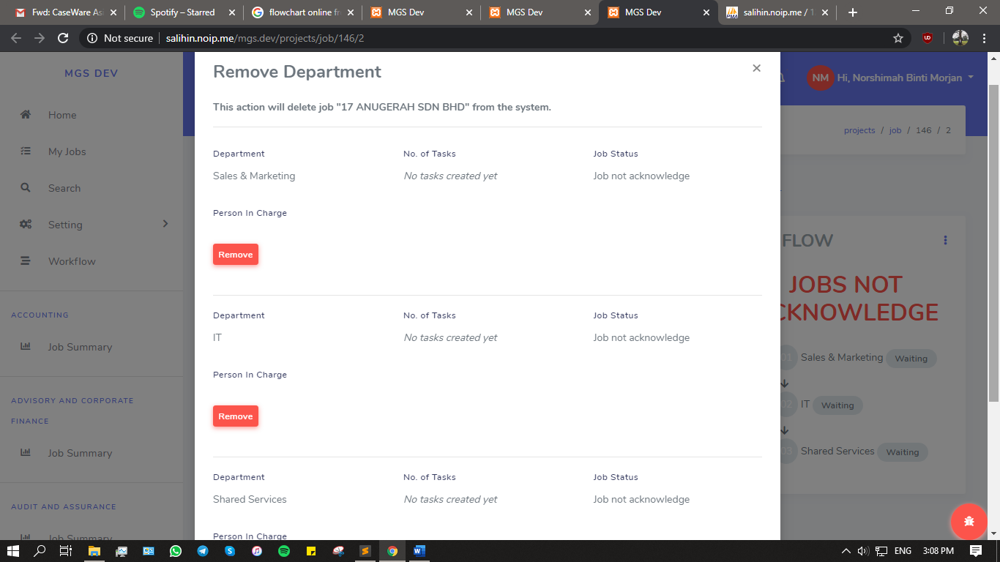 Fwd: CaseWare As
Spotify – Starred
flowchart online fr
MGS Dev
MGS Dev
MGS Dev
salihin.noip.me / 1
Not secure
salihin.noip.me/mgs.dev/projects/job/146/2
MGS DEV
Home
My Jobs
Search
Setting
Workflow
ACCOUNTING
Job Summary
ADVISORY AND CORPORATE
FINANCE
Job Summary
AUDIT AND ASSURANCE
Job Summary
Remove Department
This action will delete job "17 ANUGERAH SDN BHD" from the system.
Department No. of Tasks Job Status
Sales & Marketing No tasks created yet Job not acknowledge
Person In Charge
Remove
Department No. of Tasks Job Status
IT No tasks created yet Job not acknowledge
Person In Charge
Remove
Department No. of Tasks Job Status
Shared Services No tasks created yet Job not acknowledge
Person In Charge
NM Hi, Norshimah Binti Morjan
projects / job / 146 / 2
FLOW
JOBS NOT
CKNOWLEDGE
01 Sales & Marketing Waiting
02 IT Waiting
03 Shared Services Waiting
ENG 3:08 PM